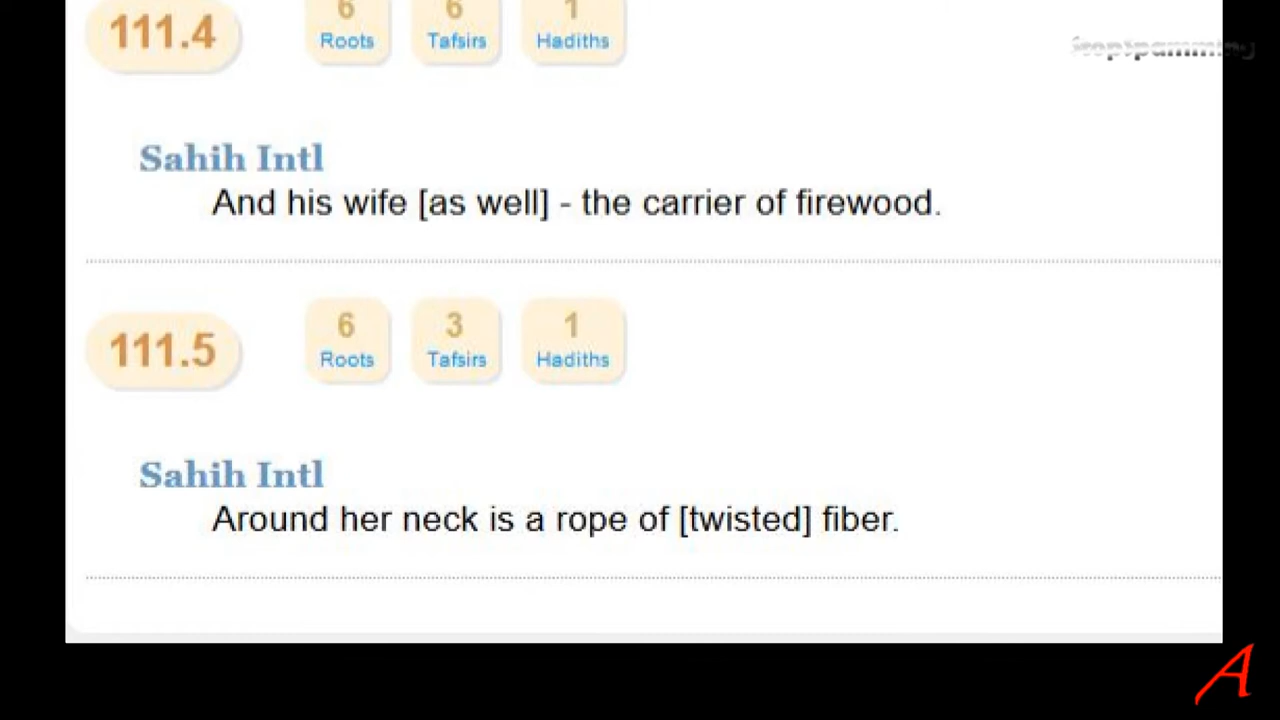 111.4
6 Roots
6 Tafsirs
1 Hadiths
Sahih Intl
And his wife [as well] - the carrier of firewood.
111.5
6 Roots
3 Tafsirs
1 Hadiths
Sahih Intl
Around her neck is a rope of [twisted] fiber.
A